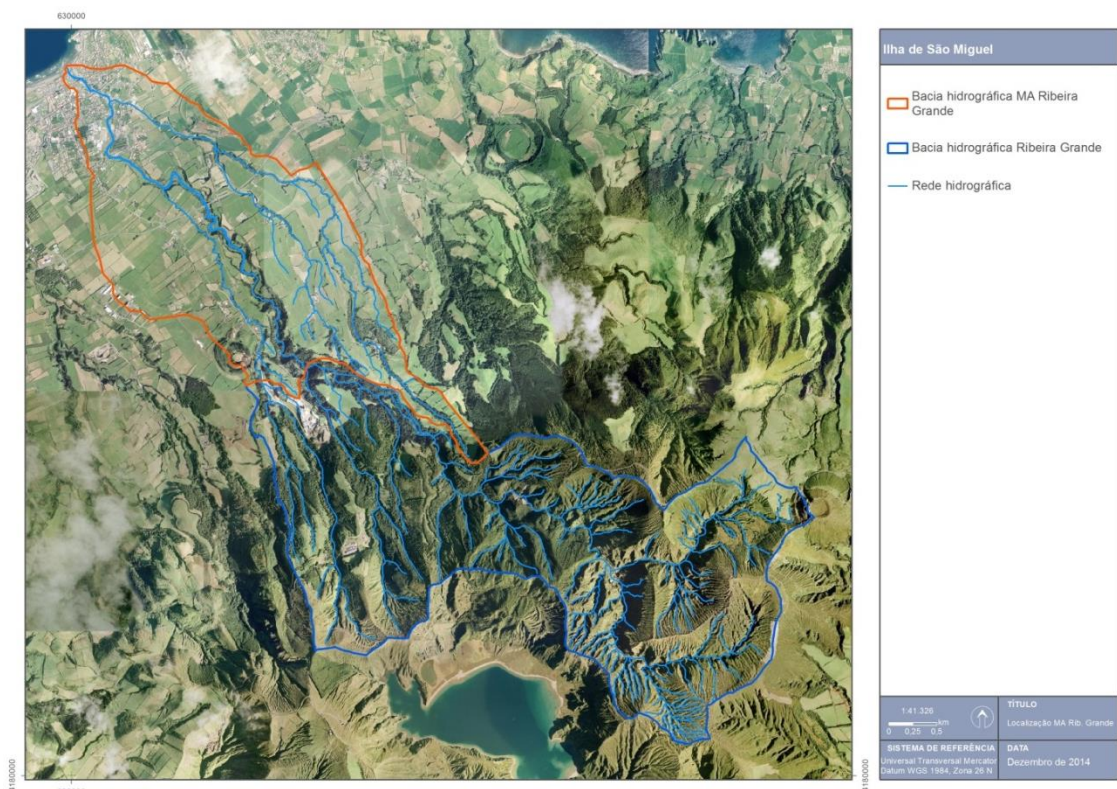 630000
Ilha de São Miguel
Bacia hidrográfica MA Ribeira
Grande
Bacia hidrográfica Ribeira Grande
Rede hidrográfica
1:41.326
km
0 0,25 0,5
TÍTULO
Localização MA Rib. Grande
SISTEMA DE REFERÊNCIA
Universal Transversal Mercator
Datum WGS 1984, Zona 26 N
DATA
Dezembro de 2014